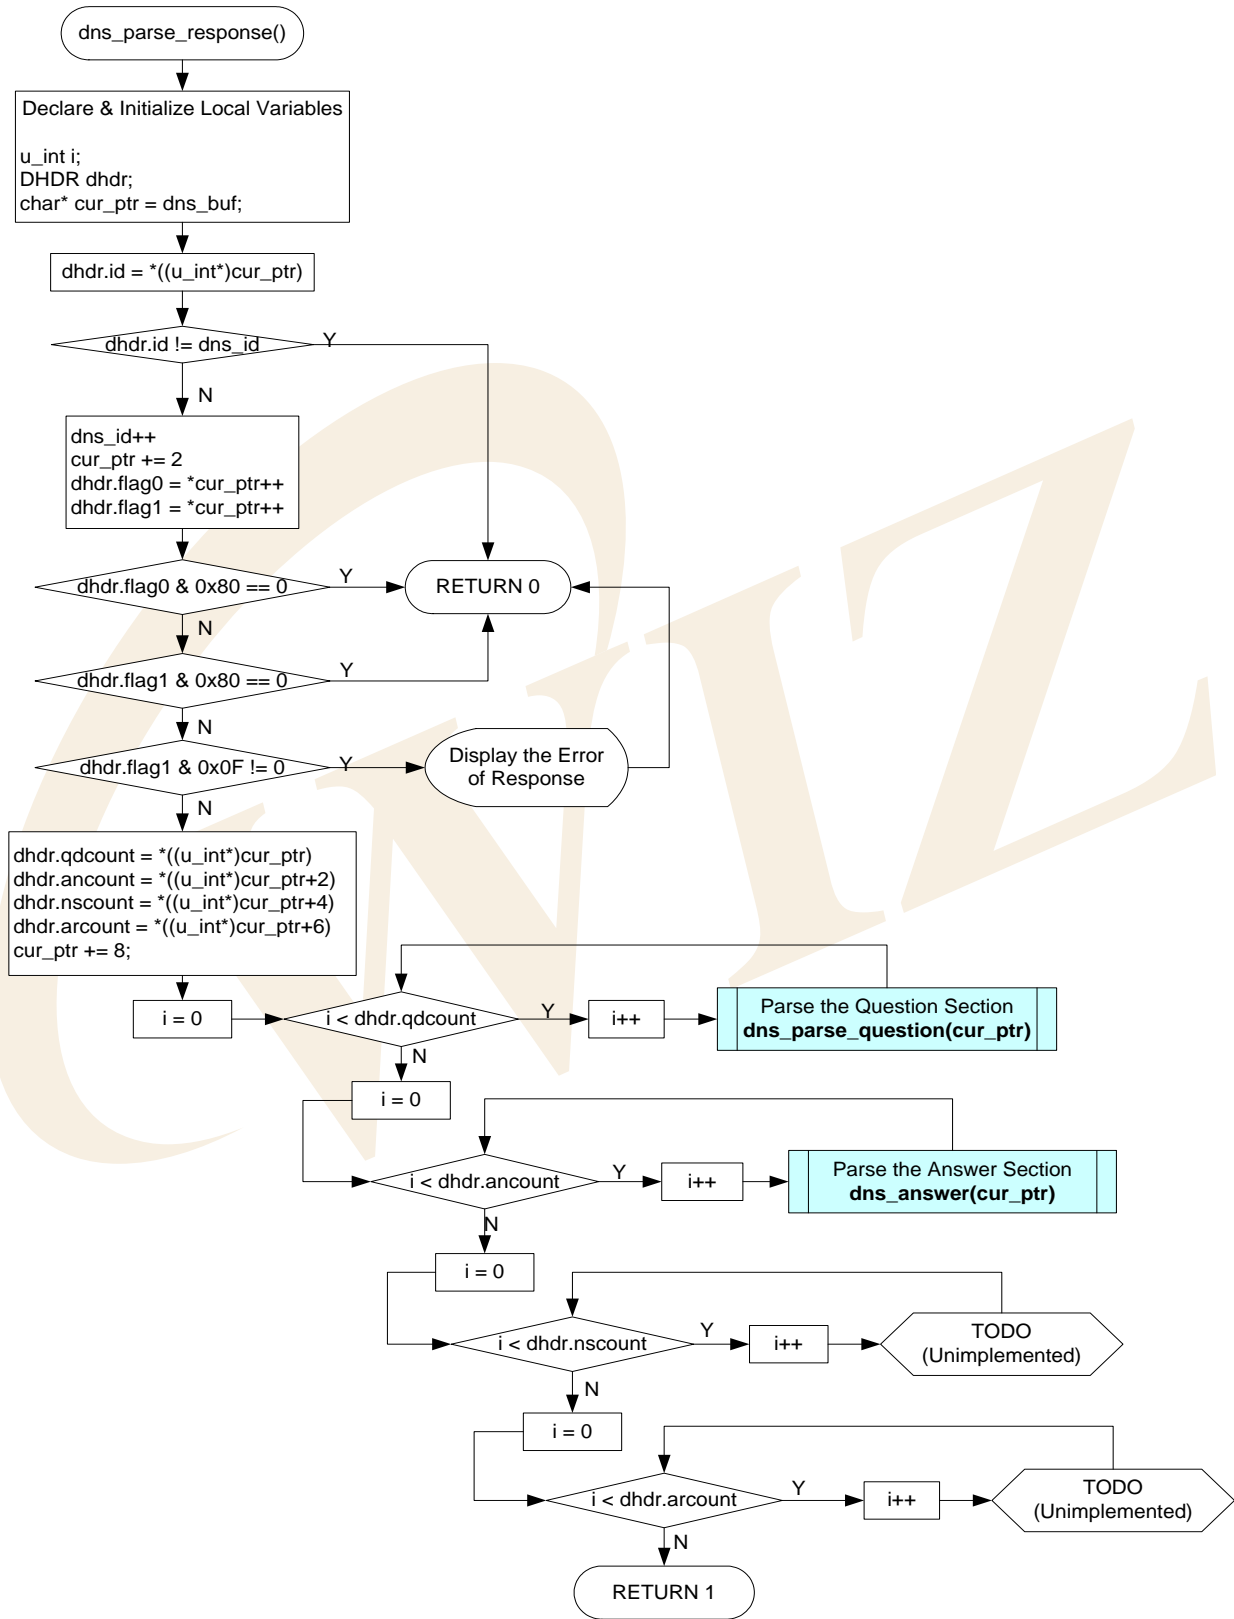 dns_parse_response()
Declare & Initialize Local Variables
u_int i;
DHDR dhdr;
char* cur_ptr = dns_buf;
dhdr.id = *((u_int*)cur_ptr)
dhdr.id != dns_id
Y
N
dns_id++
cur_ptr += 2
dhdr.flag0 = *cur_ptr++
dhdr.flag1 = *cur_ptr++
dhdr.flag0 & 0x80 == 0
Y
RETURN 0
N
dhdr.flag1 & 0x80 == 0
Y
N
dhdr.flag1 & 0x0F != 0
Y
Display the Error
of Response
N
dhdr.qdcount = *((u_int*)cur_ptr)
dhdr.ancount = *((u_int*)cur_ptr+2)
dhdr.nscount = *((u_int*)cur_ptr+4)
dhdr.arcount = *((u_int*)cur_ptr+6)
cur_ptr += 8;
i = 0
i < dhdr.qdcount
Y
i++
Parse the Question Section
dns_parse_question(cur_ptr)
N
i = 0
i < dhdr.ancount
Y
i++
Parse the Answer Section
dns_answer(cur_ptr)
N
i = 0
i < dhdr.nscount
Y
i++
TODO
(Unimplemented)
N
i = 0
i < dhdr.arcount
Y
i++
TODO
(Unimplemented)
N
RETURN 1
WIZ